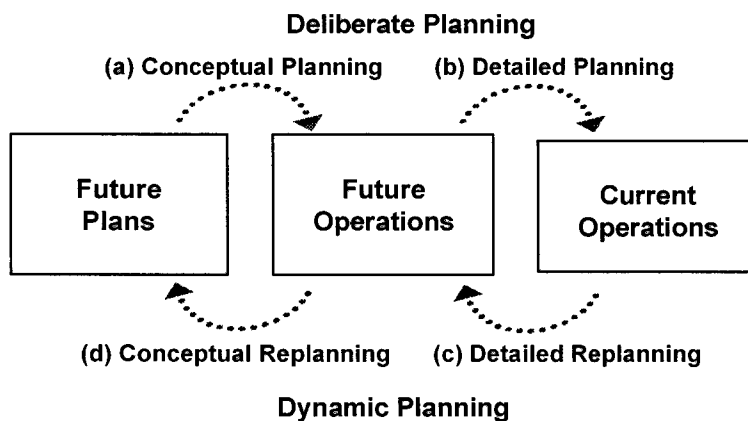 Deliberate Planning
(a) Conceptual Planning
(b) Detailed Planning
Future
Plans
Future
Operations
Current
Operations
(d) Conceptual Replanning
(c) Detailed Replanning
Dynamic Planning